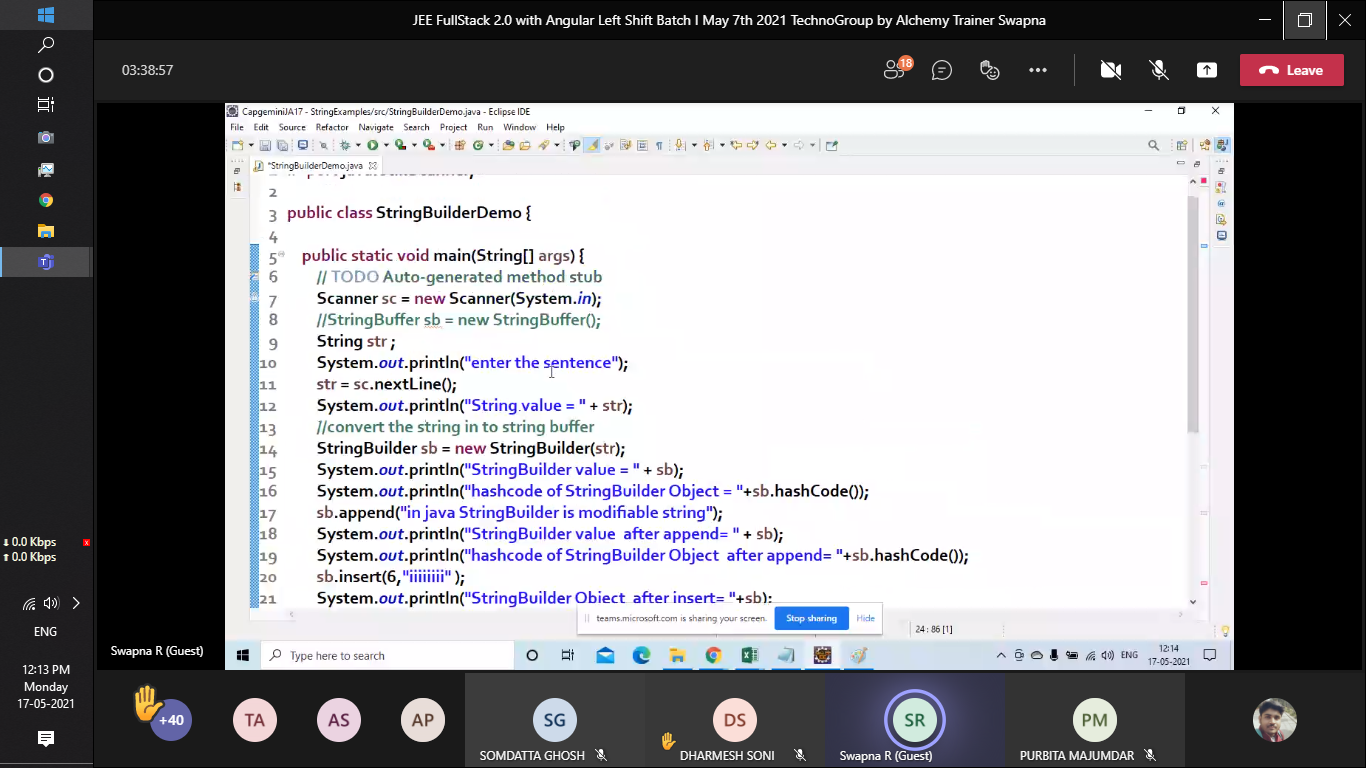 JEE FullStack 2.0 with Angular Left Shift Batch I May 7th 2021 TechnoGroup by Alchemy Trainer Swapna
03:38:57
18
Leave
CapgeminiJA17 - StringExamples/src/StringBuilderDemo.java - Eclipse IDE
File Edit Source Refactor Navigate Search Project Run Window Help
*StringBuilderDemo.java
2
3 public class StringBuilderDemo {
4
5 public static void main(String[] args) {
6 // TODO Auto-generated method stub
7 Scanner sc = new Scanner(System.in);
8 //StringBuffer sb = new StringBuffer();
9 String str ;
10 System.out.println("enter the sentence");
11 str = sc.nextLine();
12 System.out.println("String value = " + str);
13 //convert the string in to string buffer
14 StringBuilder sb = new StringBuilder(str);
15 System.out.println("StringBuilder value = " + sb);
16 System.out.println("hashcode of StringBuilder Object = "+sb.hashCode());
17 sb.append("in java StringBuilder is modifiable string");
18 System.out.println("StringBuilder value  after append= " + sb);
19 System.out.println("hashcode of StringBuilder Object  after append= "+sb.hashCode());
20 sb.insert(6,"iiiiiiii" );
21 System.out.println("StringBuilder Object  after insert= "+sb);
teams.microsoft.com is sharing your screen. Stop sharing Hide
24 : 86 [1]
Type here to search
ENG
12:14
17-05-2021
Swapna R (Guest)
0.0 Kbps
0.0 Kbps
ENG
12:13 PM
Monday
17-05-2021
+40
TA
AS
AP
SG
SOMDATTA GHOSH
DS
DHARMESH SONI
SR
Swapna R (Guest)
PM
PURBITA MAJUMDAR